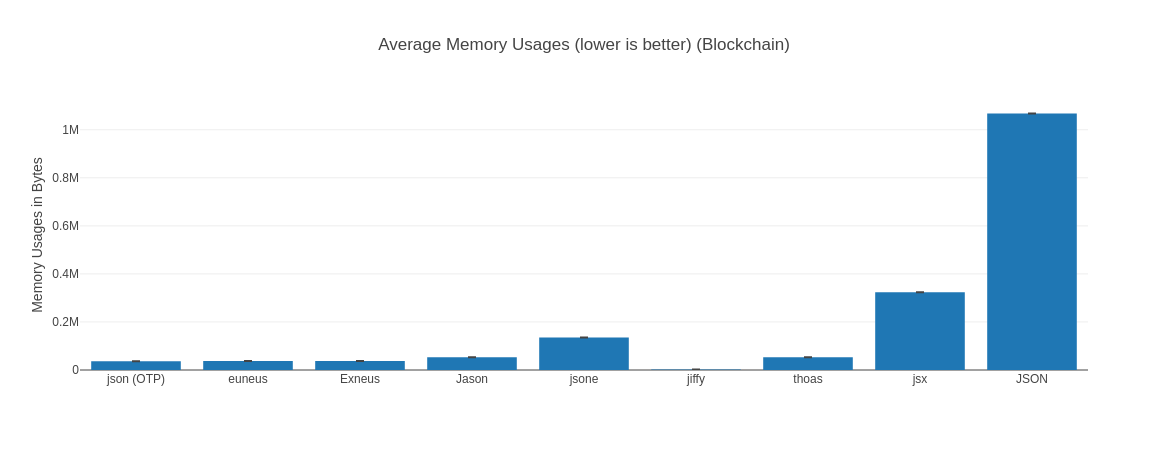 Average Memory Usages (lower is better) (Blockchain)
Memory Usages in Bytes
1M
0.8M
0.6M
0.4M
0.2M
0
json (OTP) euneus Exneus Jason jsone jiffy thoas jsx JSON